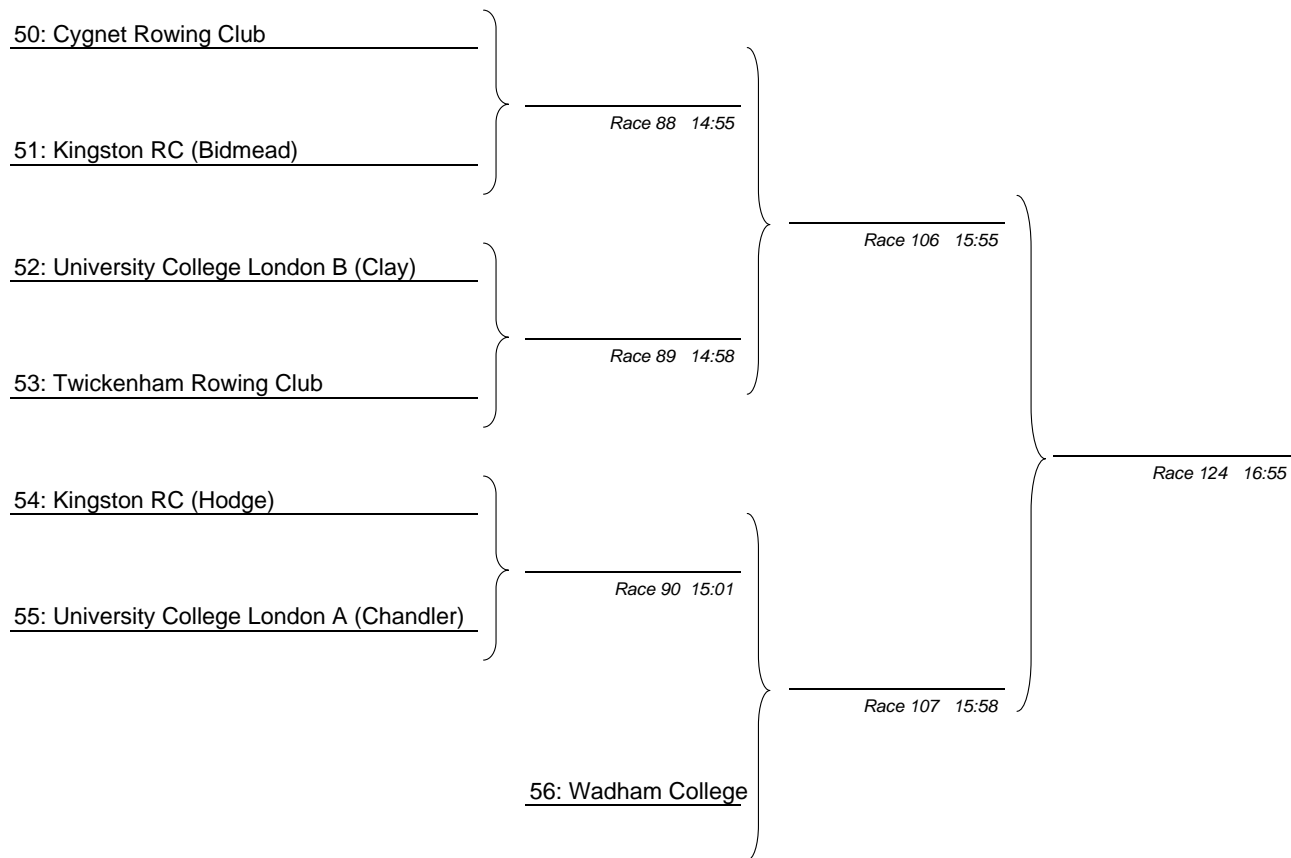 50: Cygnet Rowing Club
Race 88 14:55
51: Kingston RC (Bidmead)
Race 106 15:55
52: University College London B (Clay)
Race 89 14:58
53: Twickenham Rowing Club
Race 124 16:55
54: Kingston RC (Hodge)
Race 90 15:01
55: University College London A (Chandler)
Race 107 15:58
56: Wadham College